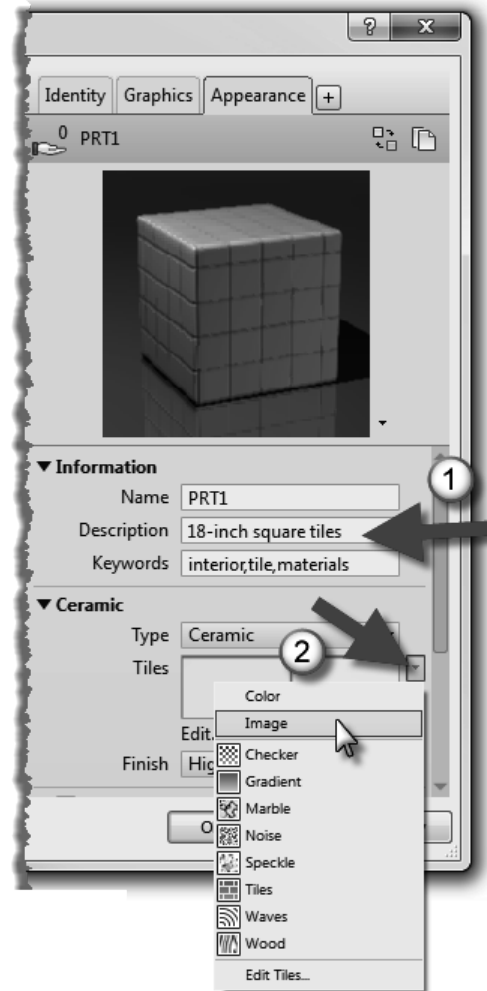 ? X
Identity Graphics Appearance +
0 PRT1
▼ Information
1
Name PRT1
Description 18-inch square tiles
Keywords interior,tile,materials
▼ Ceramic
Type Ceramic
2
Tiles
Color
Image
Edit.
Checker
Finish
Gradient
Marble
Noise
Speckle
Tiles
Waves
Wood
Edit Tiles...